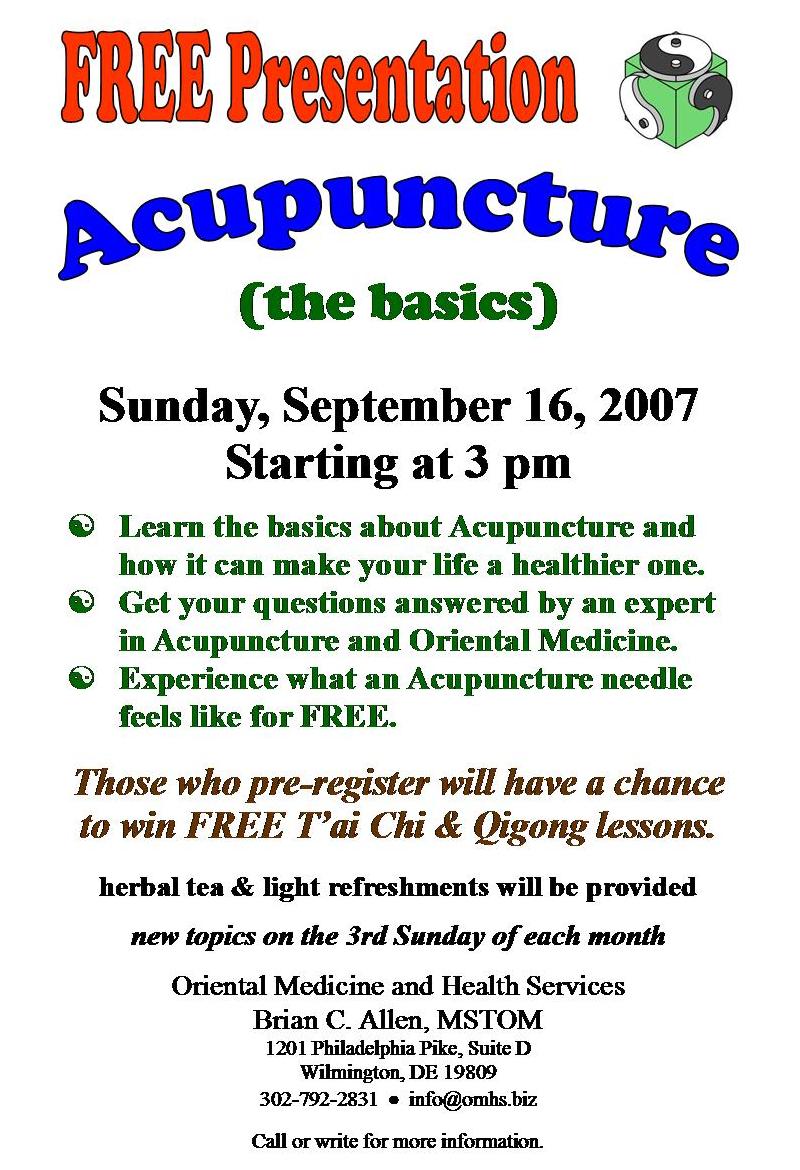 FREE Presentation
Acupuncture
(the basics)
Sunday, September 16, 2007
Starting at 3 pm
☯ Learn the basics about Acupuncture and
how it can make your life a healthier one.
☯ Get your questions answered by an expert
in Acupuncture and Oriental Medicine.
☯ Experience what an Acupuncture needle
feels like for FREE.
Those who pre-register will have a chance
to win FREE T’ai Chi & Qigong lessons.
herbal tea & light refreshments will be provided
new topics on the 3rd Sunday of each month
Oriental Medicine and Health Services
Brian C. Allen, MSTOM
1201 Philadelphia Pike, Suite D
Wilmington, DE 19809
302-792-2831 ● info@omhs.biz
Call or write for more information.